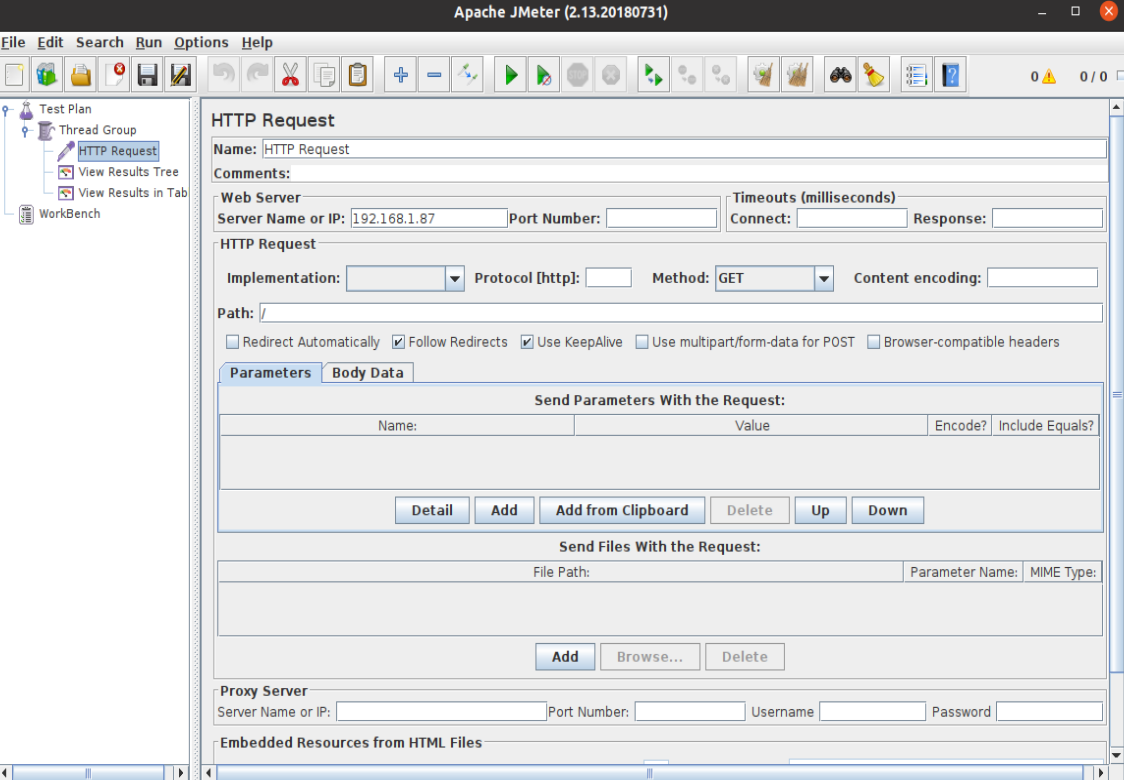 Apache JMeter (2.13.20180731)
File Edit Search Run Options Help
STOP ? 0 0 / 0
Test Plan
Thread Group
HTTP Request
View Results Tree
View Results in Tab
WorkBench
HTTP Request
Name: HTTP Request
Comments:
Web Server
Server Name or IP: 192.168.1.87 Port Number:
Timeouts (milliseconds)
Connect: Response:
HTTP Request
Implementation: Protocol [http]: Method: GET Content encoding:
Path: /
Redirect Automatically Follow Redirects Use KeepAlive Use multipart/form-data for POST Browser-compatible headers
Parameters Body Data
Send Parameters With the Request:
Name: Value Encode? Include Equals?
Detail Add Add from Clipboard Delete Up Down
Send Files With the Request:
File Path: Parameter Name: MIME Type:
Add Browse... Delete
Proxy Server
Server Name or IP: Port Number: Username Password
Embedded Resources from HTML Files